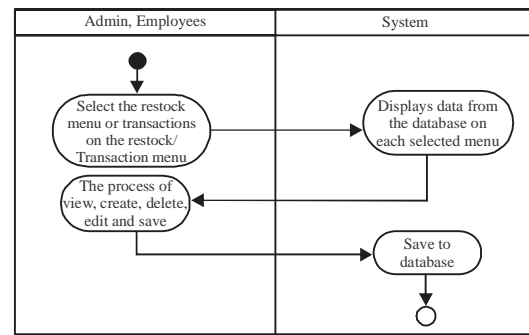 Admin, Employees
System
Select the restock
menu or transactions
on the restock/
Transaction menu
Displays data from
the database on
each selected menu
The process of
view, create, delete,
edit and save
Save to
database